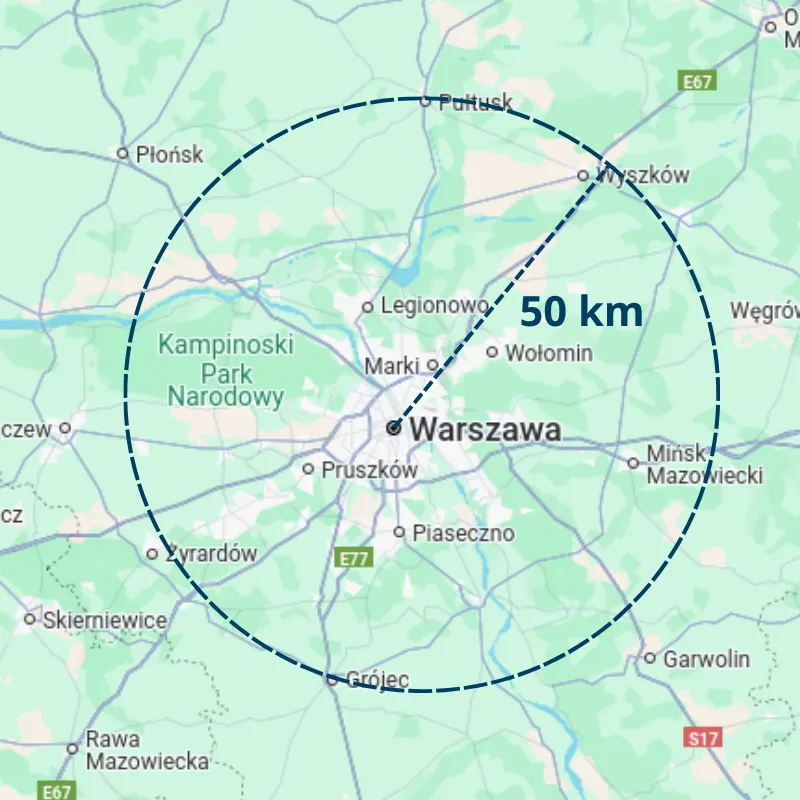 O
M
E67
Pułtusk
Płońsk
Wyszków
Legionowo
50 km
Węgrów
Kampinoski
Park
Narodowy
Marki
Wołomin
czew
Warszawa
Pruszków
Mińsk
Mazowiecki
cz
Piaseczno
Żyrardów
E77
Skierniewice
Garwolin
Grójec
Rawa
Mazowiecka
S17
E67